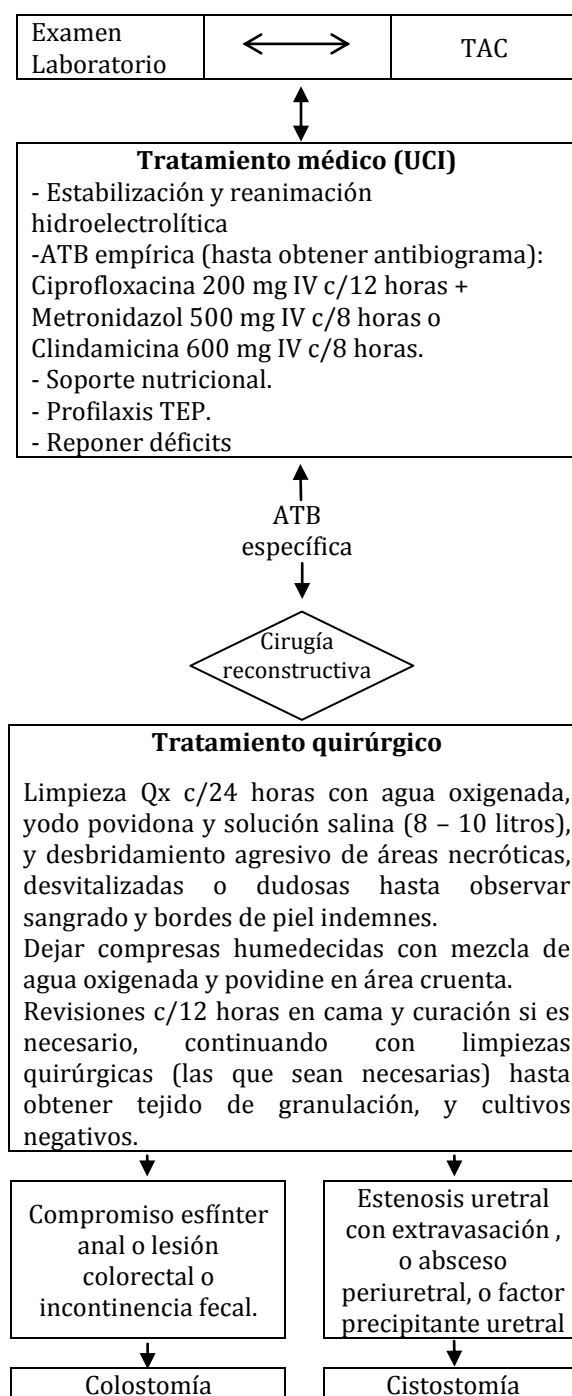 Examen
Laboratorio
TAC
Tratamiento médico (UCI)
- Estabilización y reanimación
hidroelectrolítica
-ATB empírica (hasta obtener antibiograma):
Ciprofloxacina 200 mg IV c/12 horas +
Metronidazol 500 mg IV c/8 horas o
Clindamicina 600 mg IV c/8 horas.
- Soporte nutricional.
- Profilaxis TEP.
- Reponer déficits
ATB
específica
Cirugía
reconstructiva
Tratamiento quirúrgico
Limpieza Qx c/24 horas con agua oxigenada,
yodo povidona y solución salina (8 – 10 litros),
y desbridamiento agresivo de áreas necróticas,
desvitalizadas o dudosas hasta observar
sangrado y bordes de piel indemnes.
Dejar compresas humedecidas con mezcla de
agua oxigenada y povidine en área cruenta.
Revisiones c/12 horas en cama y curación si es
necesario, continuando con limpiezas
quirúrgicas (las que sean necesarias) hasta
obtener tejido de granulación, y cultivos
negativos.
Compromiso esfínter
anal o lesión
colorectal o
incontinencia fecal.
Estenosis uretral
con extravasación ,
o absceso
periuretral, o factor
precipitante uretral
Colostomía
Cistostomía